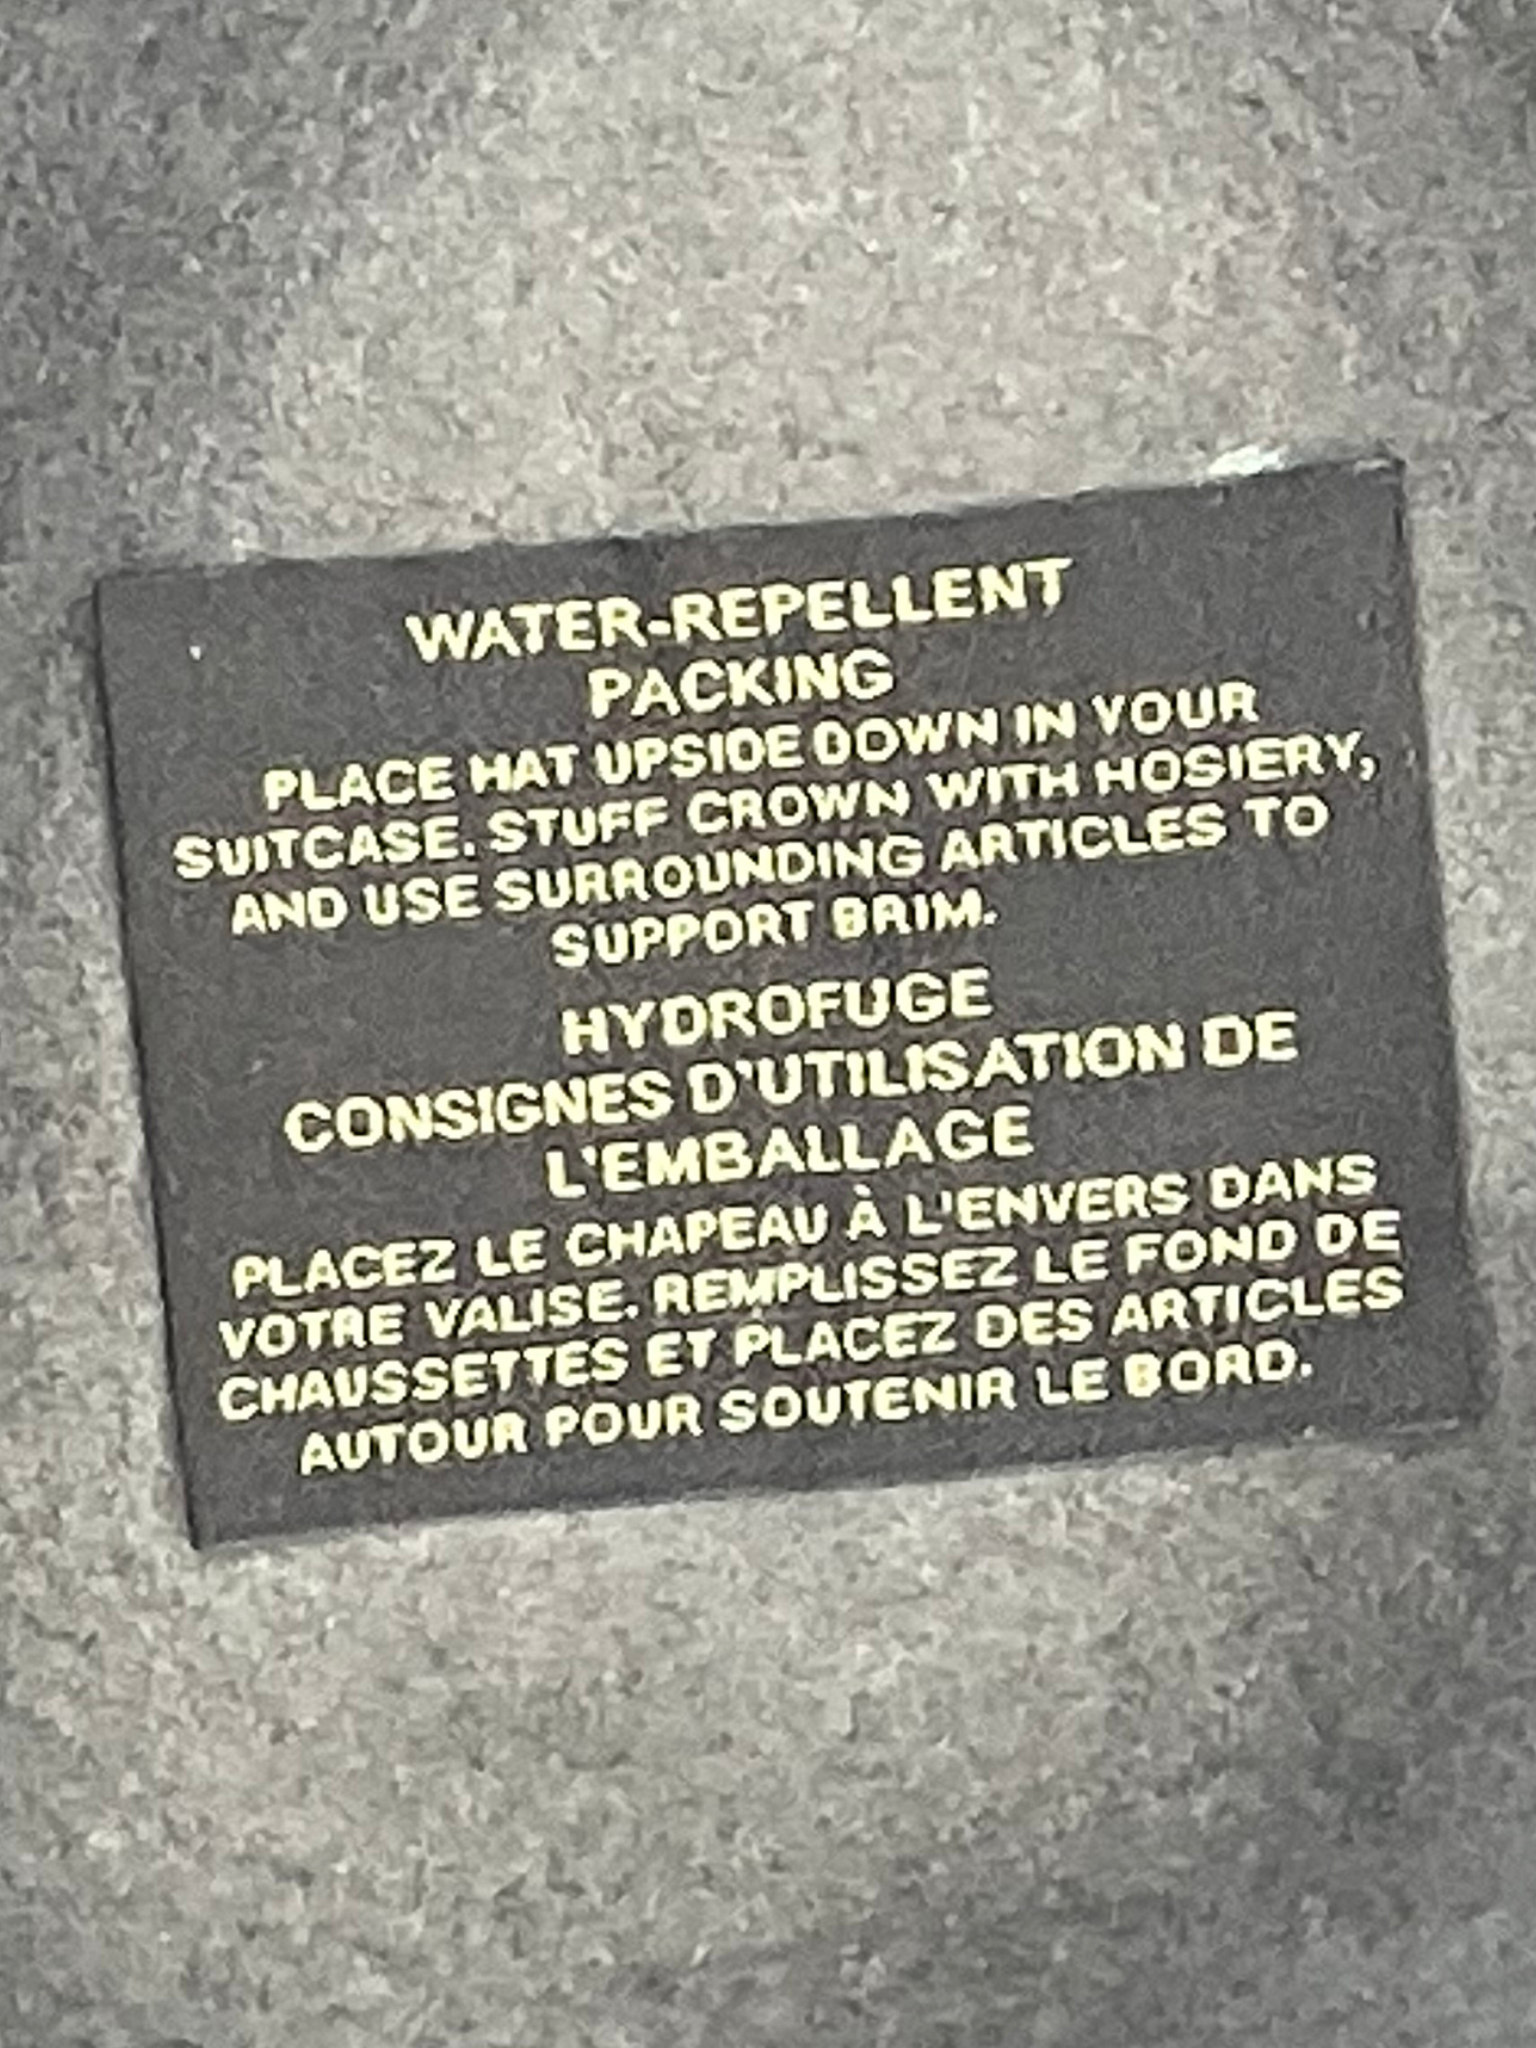 WATER-REPELLENT
PACKING
PLACE HAT UPSIDE DOWN IN YOUR
SUITCASE. STUFF CROWN WITH HOSIERY,
AND USE SURROUNDING ARTICLES TO
SUPPORT BRIM.
HYDROFUGE
CONSIGNES D'UTILISATION DE
L'EMBALLAGE
PLACEZ LE CHAPEAU À L'ENVERS DANS
VOTRE VALISE. REMPLISSEZ LE FOND DE
CHAUSSETTES ET PLACEZ DES ARTICLES
AUTOUR POUR SOUTENIR LE BORD.